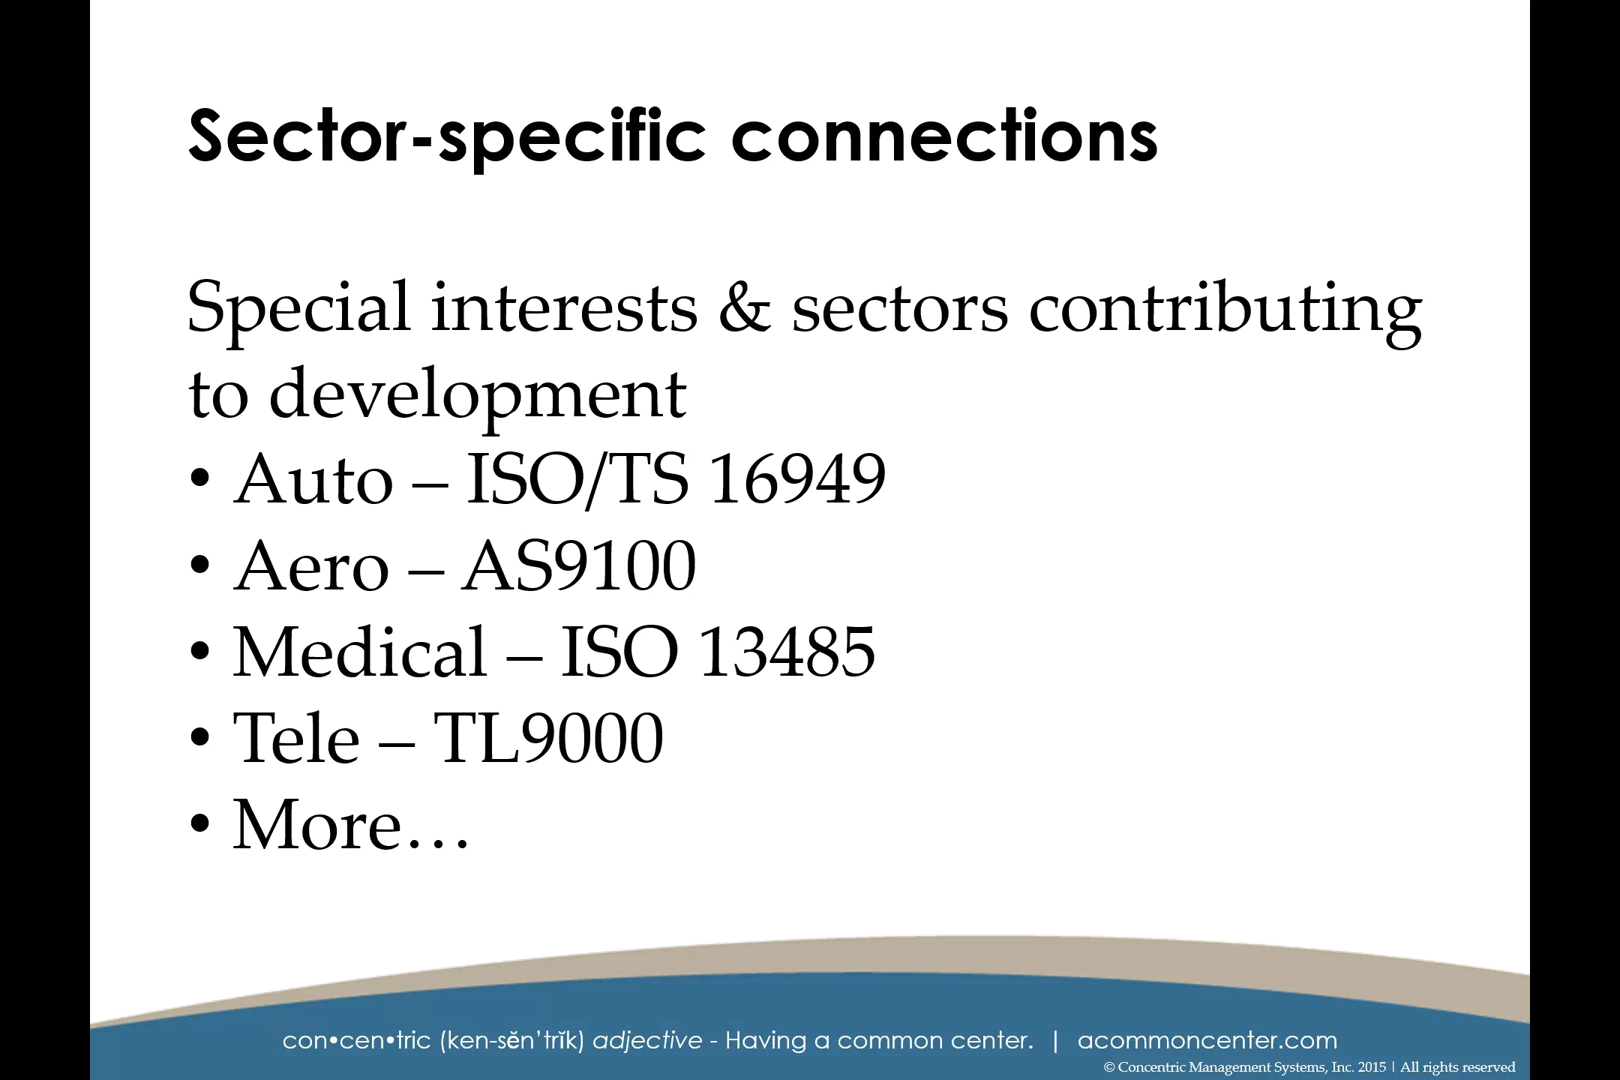 Sector-specific connections
Special interests & sectors contributing
to development
• Auto – ISO/TS 16949
• Aero – AS9100
• Medical – ISO 13485
• Tele – TL9000
• More…
con•cen•tric (ken-sĕn’trĭk) adjective - Having a common center. | acommoncenter.com
© Concentric Management Systems, Inc. 2015 | All rights reserved